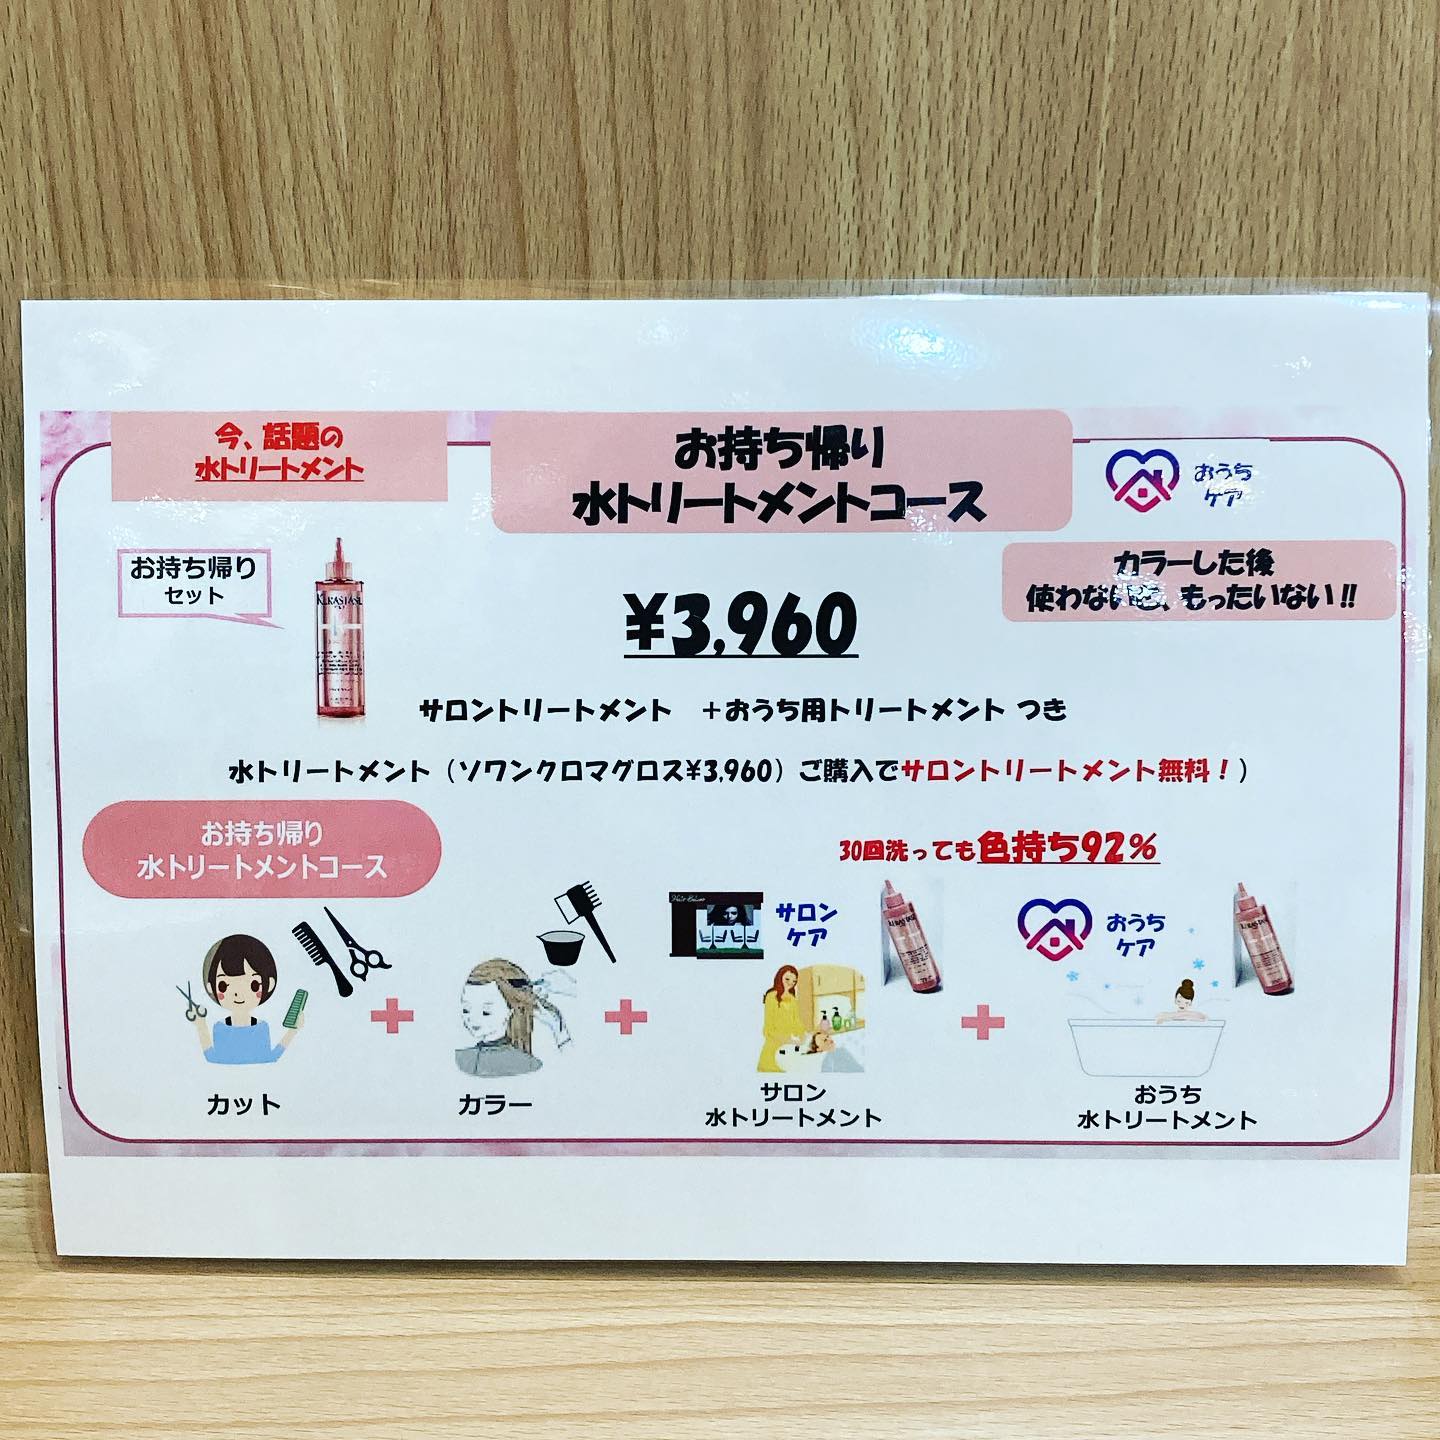 今、話題の
水トリートメント
お持ち帰り
水トリートメントコース
おうち
ケア
お持ち帰り
セット
KERASTASE
カラーした後
使わないと、もったいない!!
¥3,960
サロントリートメント +おうち用トリートメント つき
水トリートメント(ソワンクロマグロス¥3,960)ご購入でサロントリートメント無料!)
お持ち帰り
水トリートメントコース
30回洗っても色持ち92%
サロン
ケア
おうち
ケア
カット
カラー
サロン
水トリートメント
おうち
水トリートメント